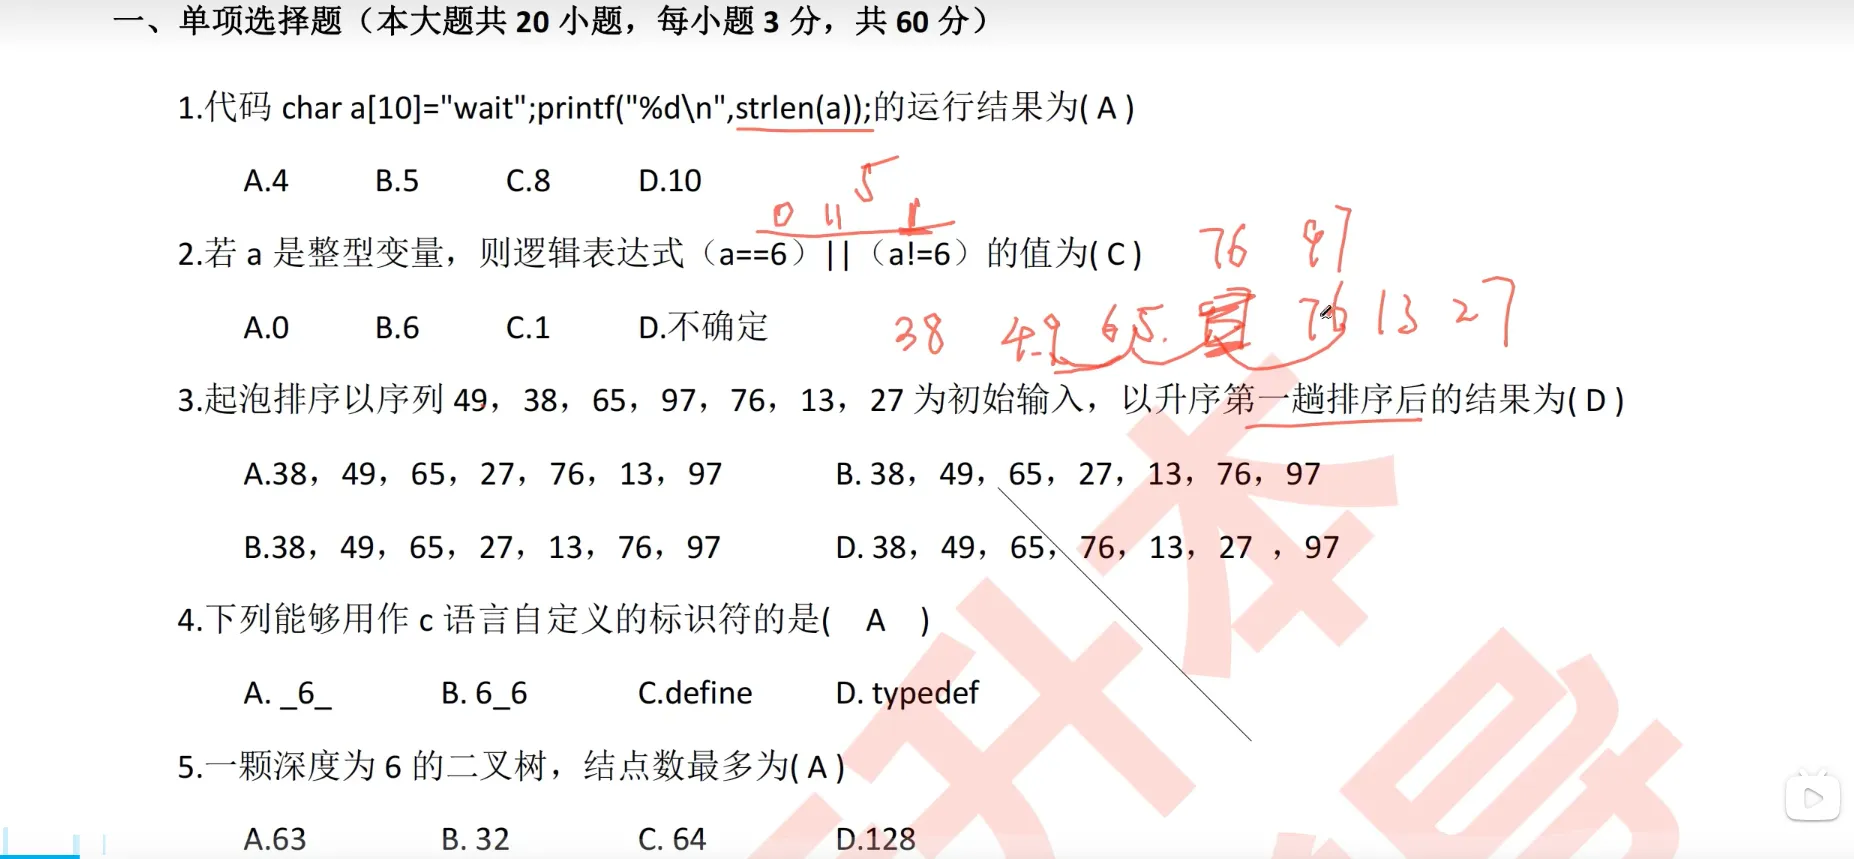 一、单项选择题（本大题共 20 小题，每小题 3 分，共 60 分）
1.代码 char a[10]="wait";printf("%d\n",strlen(a));的运行结果为( A )
A.4 B.5 C.8 D.10
5
0 11 1
2.若 a 是整型变量，则逻辑表达式（a==6）||（a!=6）的值为( C )
76 97
A.0 B.6 C.1 D.不确定
38 49 65. 76 13 27
3.起泡排序以序列 49，38，65，97，76，13，27 为初始输入，以升序第一趟排序后的结果为( D )
A.38，49，65，27，76，13，97 B. 38，49，65，27，13，76，97
B.38，49，65，27，13，76，97 D. 38，49，65，76，13，27 ，97
4.下列能够用作 c 语言自定义的标识符的是( A )
A. _6_ B. 6_6 C.define D. typedef
5.一颗深度为 6 的二叉树，结点数最多为( A )
A.63 B. 32 C. 64 D.128
升本